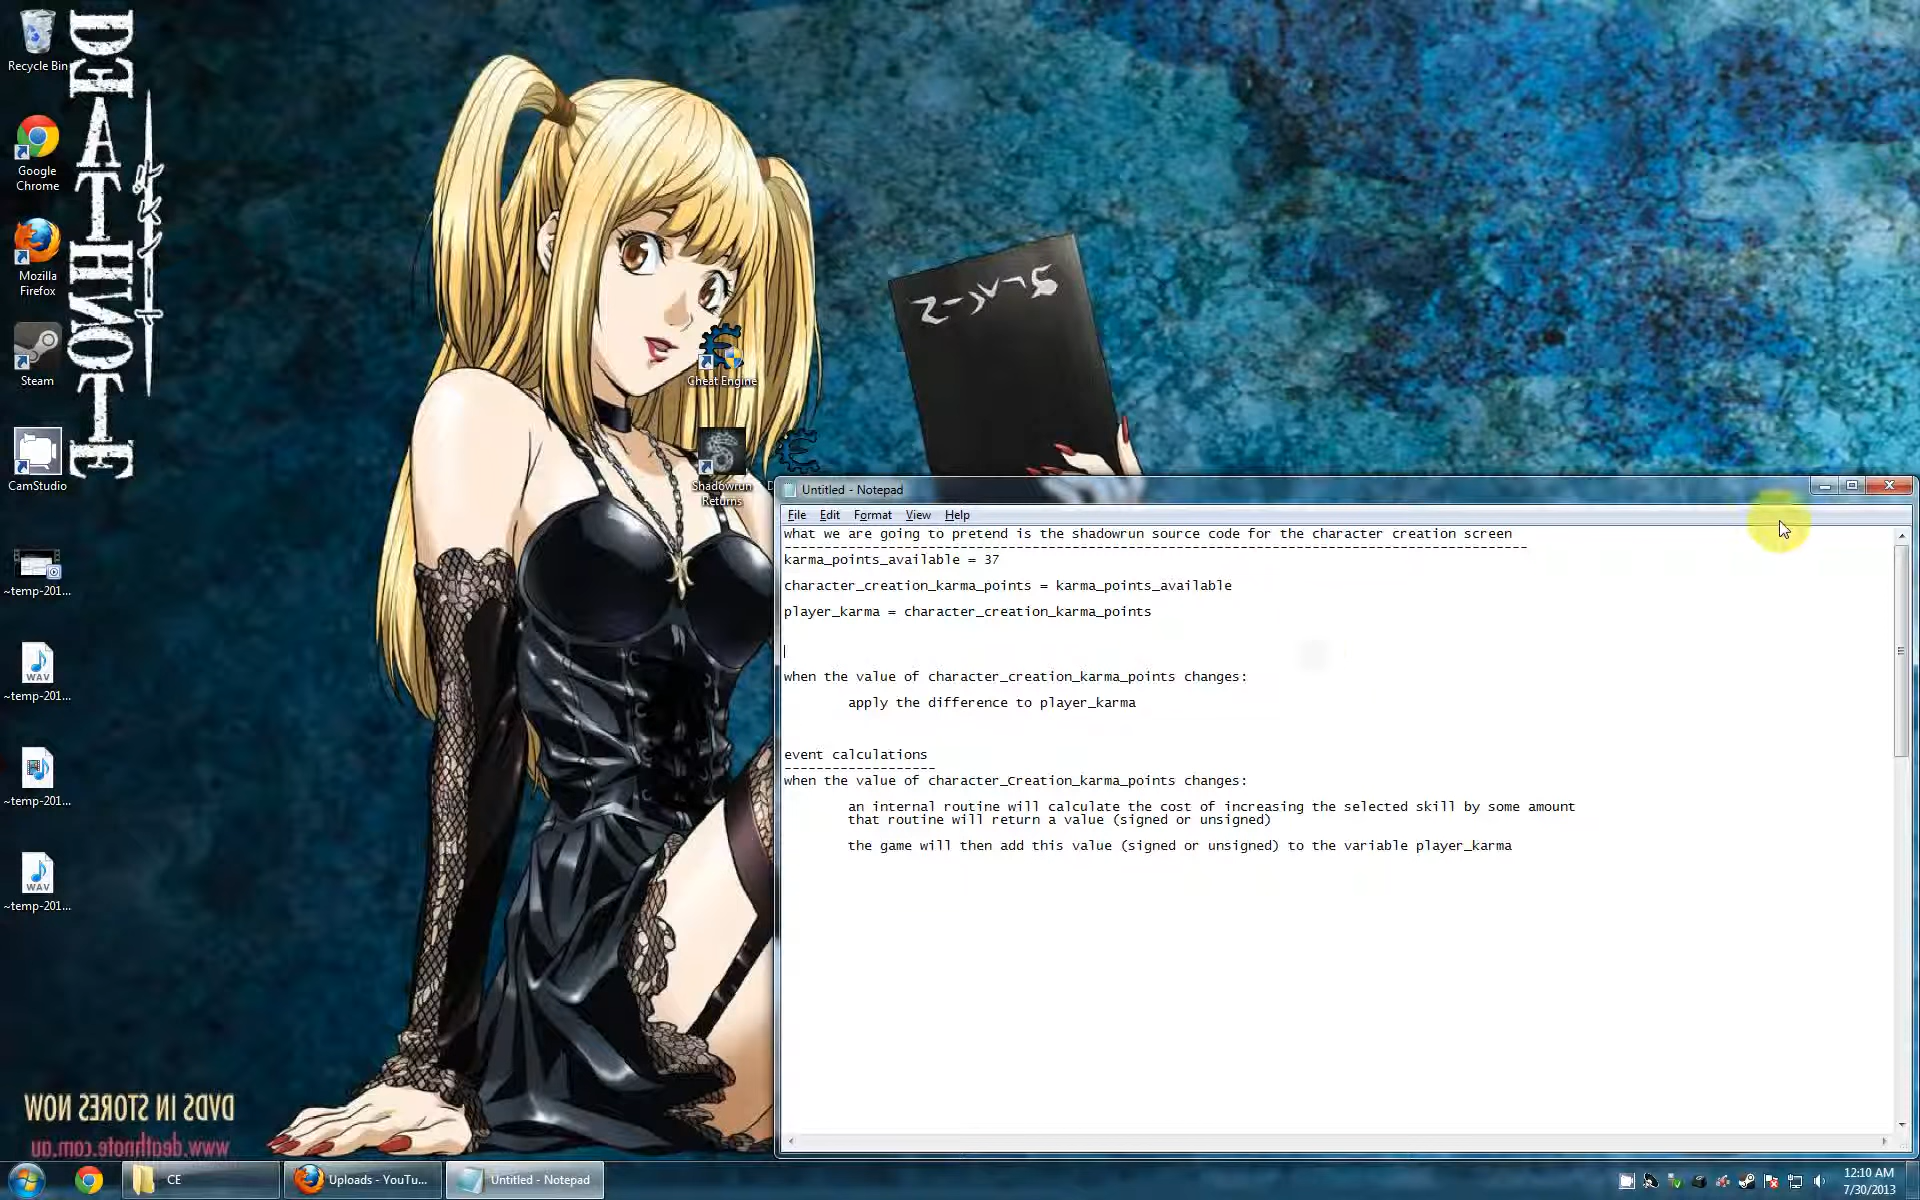 Recycle Bin
Google
Chrome
Mozilla
Firefox
Steam
CamStudio
~temp-201...
~temp-201...
~temp-201...
~temp-201...
DEATH NOTE
Cheat Engine
Shadowrun
Returns
DVDS IN STORES NOW
www.deathnote.com.au
Untitled - Notepad
File Edit Format View Help
what we are going to pretend is the shadowrun source code for the character creation screen
---------------------------------------------------------------------------------------------
karma_points_available = 37
character_creation_karma_points = karma_points_available
player_karma = character_creation_karma_points
when the value of character_creation_karma_points changes:
apply the difference to player_karma
event calculations
-------------------
when the value of character_Creation_karma_points changes:
an internal routine will calculate the cost of increasing the selected skill by some amount
that routine will return a value (signed or unsigned)
the game will then add this value (signed or unsigned) to the variable player_karma
CE
Uploads - YouTu...
Untitled - Notepad
12:10 AM
7/30/2013